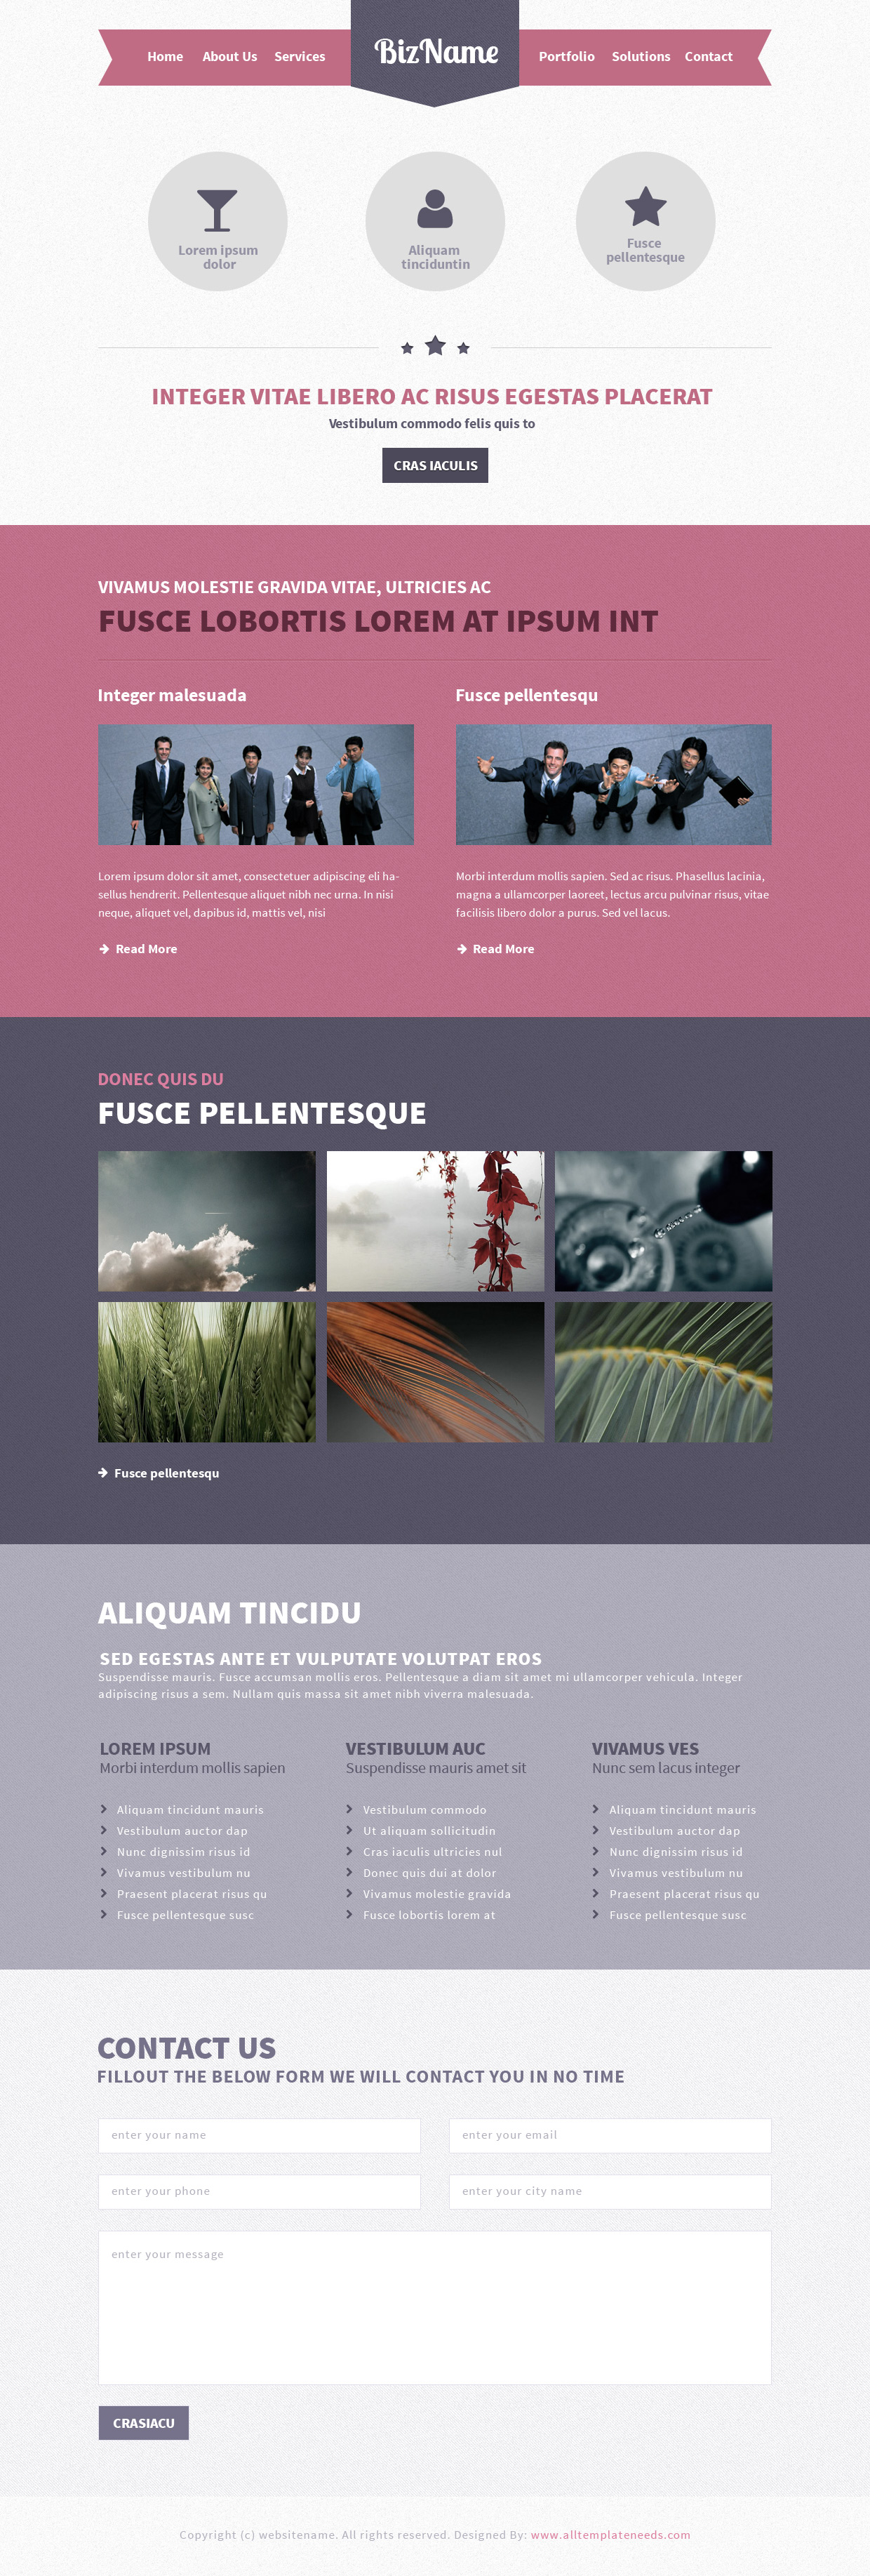 Home About Us Services BizName Portfolio Solutions Contact
Lorem ipsum
dolor
Aliquam
tinciduntin
Fusce
pellentesque
INTEGER VITAE LIBERO AC RISUS EGESTAS PLACERAT
Vestibulum commodo felis quis to
CRAS IACULIS
VIVAMUS MOLESTIE GRAVIDA VITAE, ULTRICIES AC
FUSCE LOBORTIS LOREM AT IPSUM INT
Integer malesuada
Lorem ipsum dolor sit amet, consectetuer adipiscing eli ha-
sellus hendrerit. Pellentesque aliquet nibh nec urna. In nisi
neque, aliquet vel, dapibus id, mattis vel, nisi
Read More
Fusce pellentesqu
Morbi interdum mollis sapien. Sed ac risus. Phasellus lacinia,
magna a ullamcorper laoreet, lectus arcu pulvinar risus, vitae
facilisis libero dolor a purus. Sed vel lacus.
Read More
DONEC QUIS DU
FUSCE PELLENTESQUE
Fusce pellentesqu
ALIQUAM TINCIDU
SED EGESTAS ANTE ET VULPUTATE VOLUTPAT EROS
Suspendisse mauris. Fusce accumsan mollis eros. Pellentesque a diam sit amet mi ullamcorper vehicula. Integer
adipiscing risus a sem. Nullam quis massa sit amet nibh viverra malesuada.
LOREM IPSUM
Morbi interdum mollis sapien
Aliquam tincidunt mauris
Vestibulum auctor dap
Nunc dignissim risus id
Vivamus vestibulum nu
Praesent placerat risus qu
Fusce pellentesque susc
VESTIBULUM AUC
Suspendisse mauris amet sit
Vestibulum commodo
Ut aliquam sollicitudin
Cras iaculis ultricies nul
Donec quis dui at dolor
Vivamus molestie gravida
Fusce lobortis lorem at
VIVAMUS VES
Nunc sem lacus integer
Aliquam tincidunt mauris
Vestibulum auctor dap
Nunc dignissim risus id
Vivamus vestibulum nu
Praesent placerat risus qu
Fusce pellentesque susc
CONTACT US
FILLOUT THE BELOW FORM WE WILL CONTACT YOU IN NO TIME
enter your name
enter your email
enter your phone
enter your city name
enter your message
CRASIACU
Copyright (c) websitename. All rights reserved. Designed By: www.alltemplateneeds.com